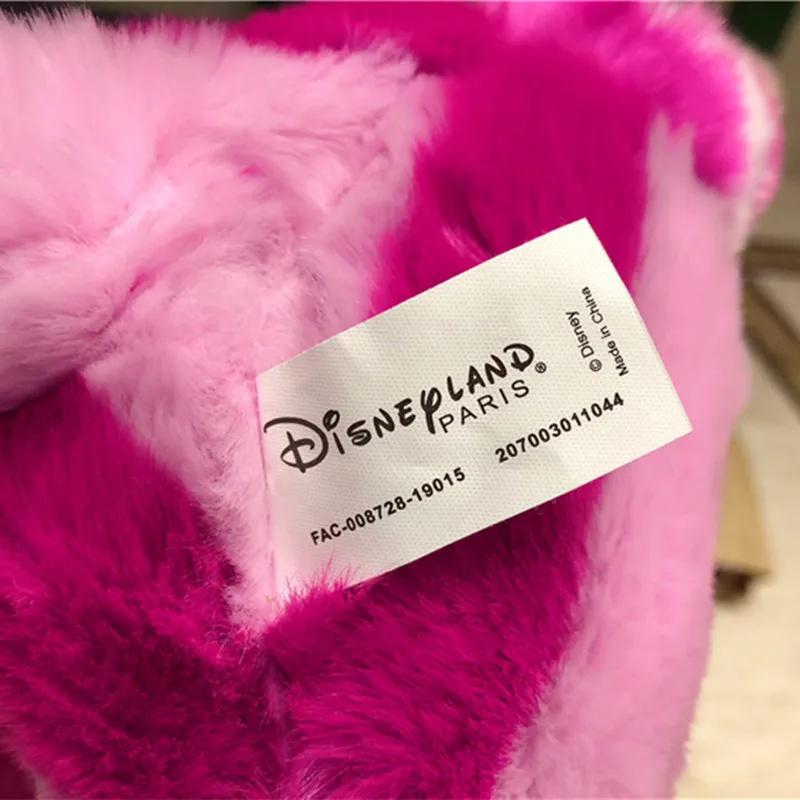 DISNEYLAND
PARIS®
© Disney
Made in China
FAC-008728-19015 207003011044